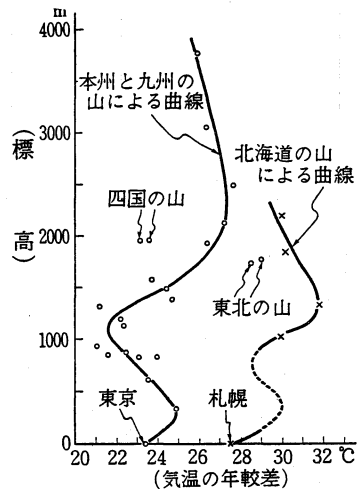 m
4000
本州と九州の
山による曲線
3000
(標高)
北海道の山
による曲線
四国の山
2000
東北の山
1000
東京
札幌
0
20 22 24 26 28 30 32℃
(気温の年較差)